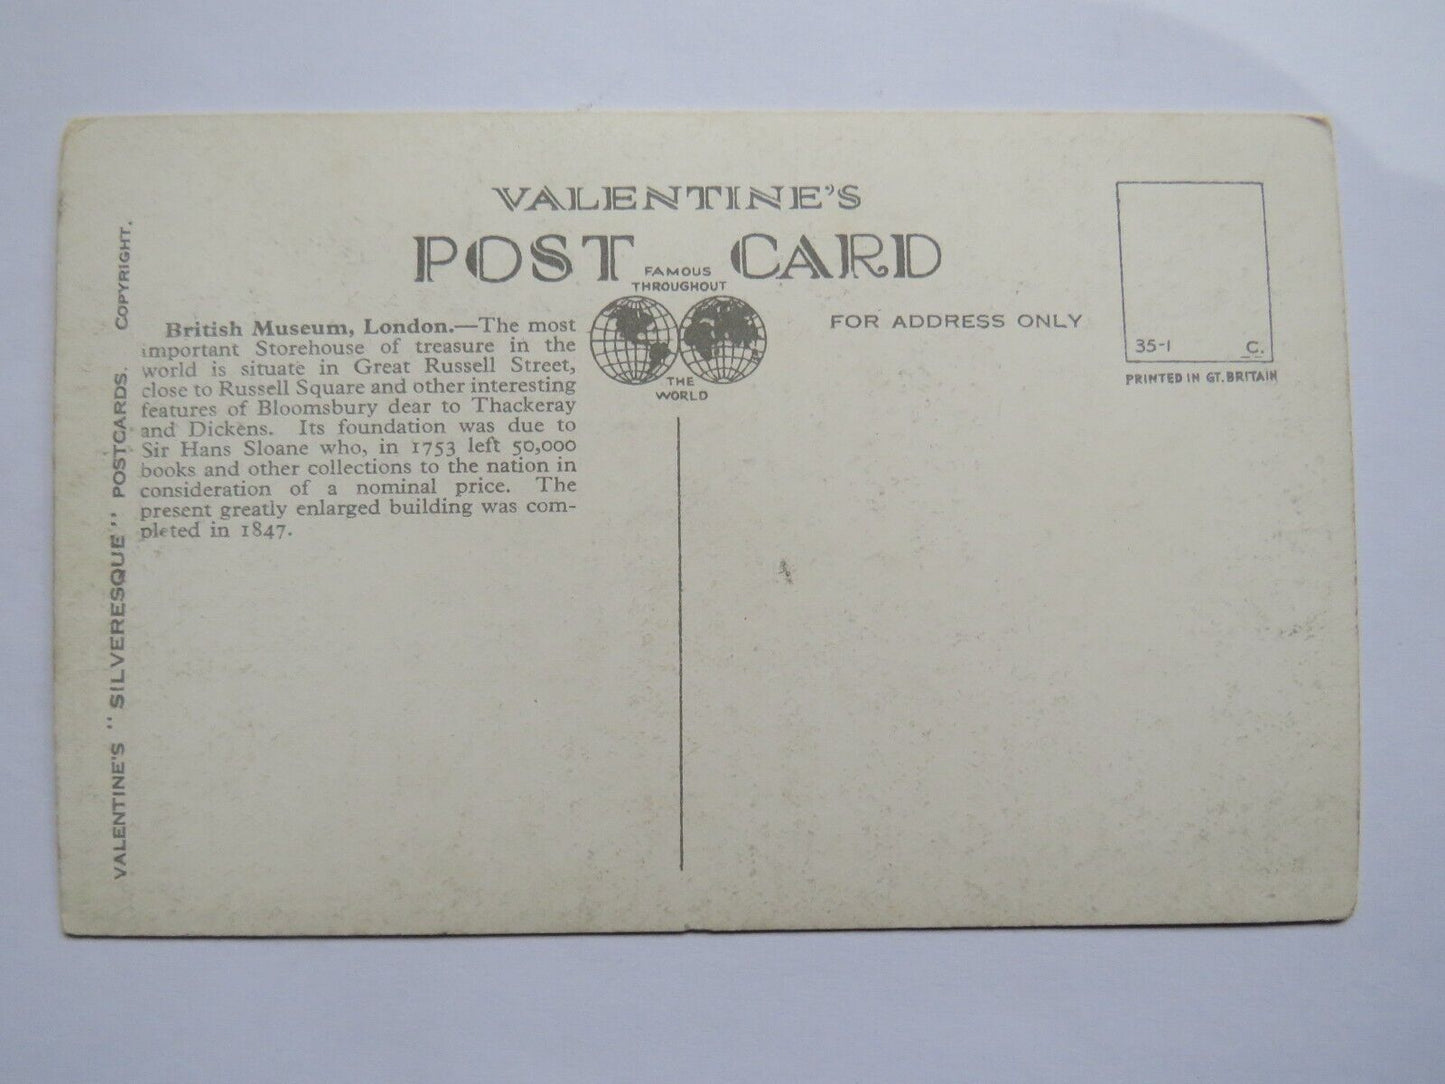 VALENTINE'S
POST CARD
FAMOUS
THROUGHOUT
THE
WORLD
FOR ADDRESS ONLY
35-1 C.
PRINTED IN GT. BRITAIN
British Museum, London.—The most
important Storehouse of treasure in the
world is situate in Great Russell Street,
close to Russell Square and other interesting
features of Bloomsbury dear to Thackeray
and Dickens. Its foundation was due to
Sir Hans Sloane who, in 1753 left 50,000
books and other collections to the nation in
consideration of a nominal price. The
present greatly enlarged building was com-
pleted in 1847.
VALENTINE'S "SILVERESQUE" POSTCARDS. COPYRIGHT.